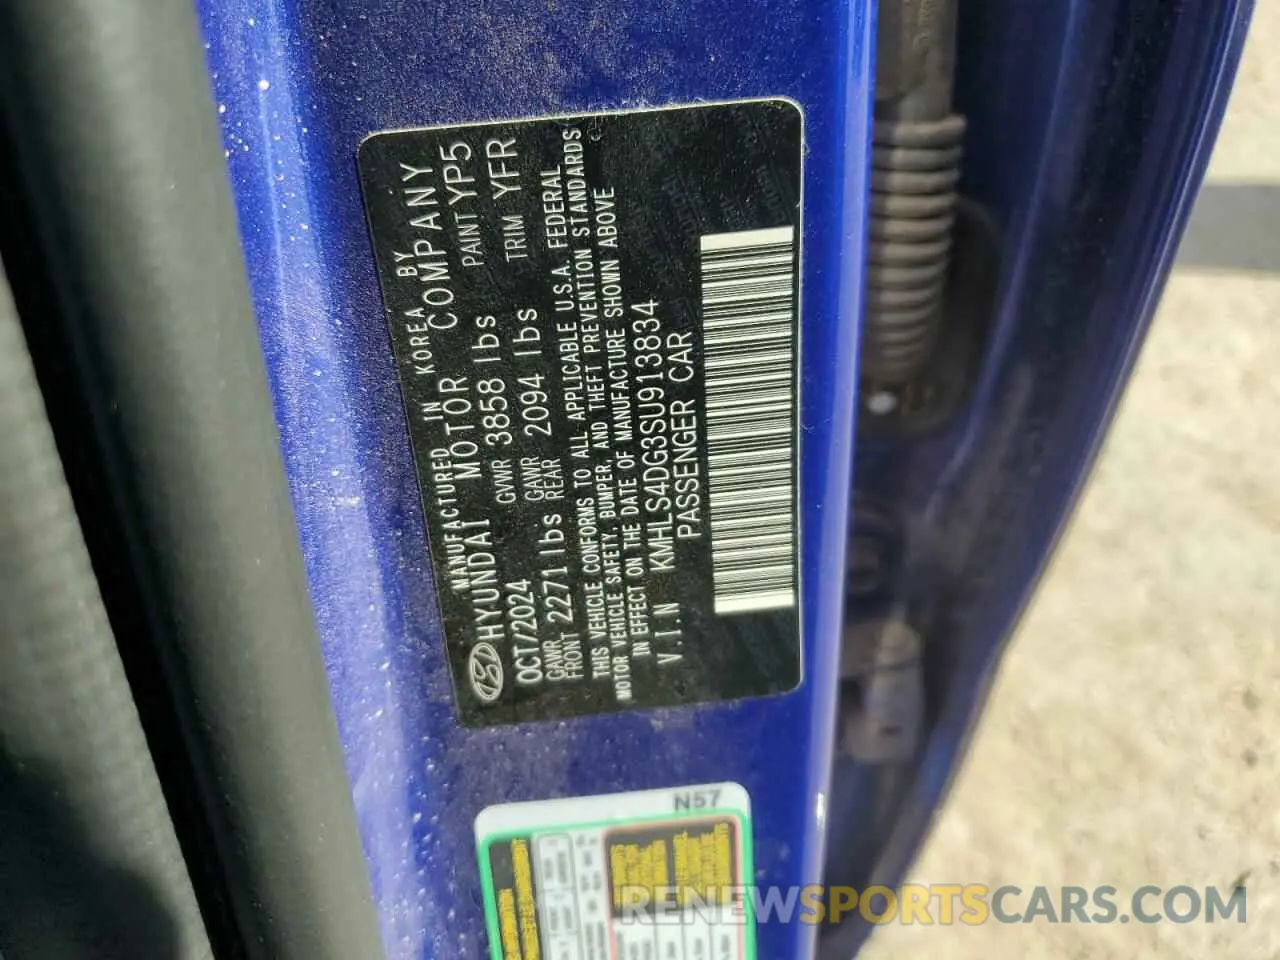 MANUFACTURED IN KOREA BY
HYUNDAI MOTOR COMPANY
OCT/2024 GVWR 3858 lbs PAINT YP5
GAWR FRONT 2271 lbs GAWR REAR 2094 lbs TRIM YFR
THIS VEHICLE CONFORMS TO ALL APPLICABLE U.S.A. FEDERAL
MOTOR VEHICLE SAFETY, BUMPER, AND THEFT PREVENTION STANDARDS
IN EFFECT ON THE DATE OF MANUFACTURE SHOWN ABOVE
V.I.N KMHLS4DG3SU913834
PASSENGER CAR
N57
RENEWSPORTSCARS.COM